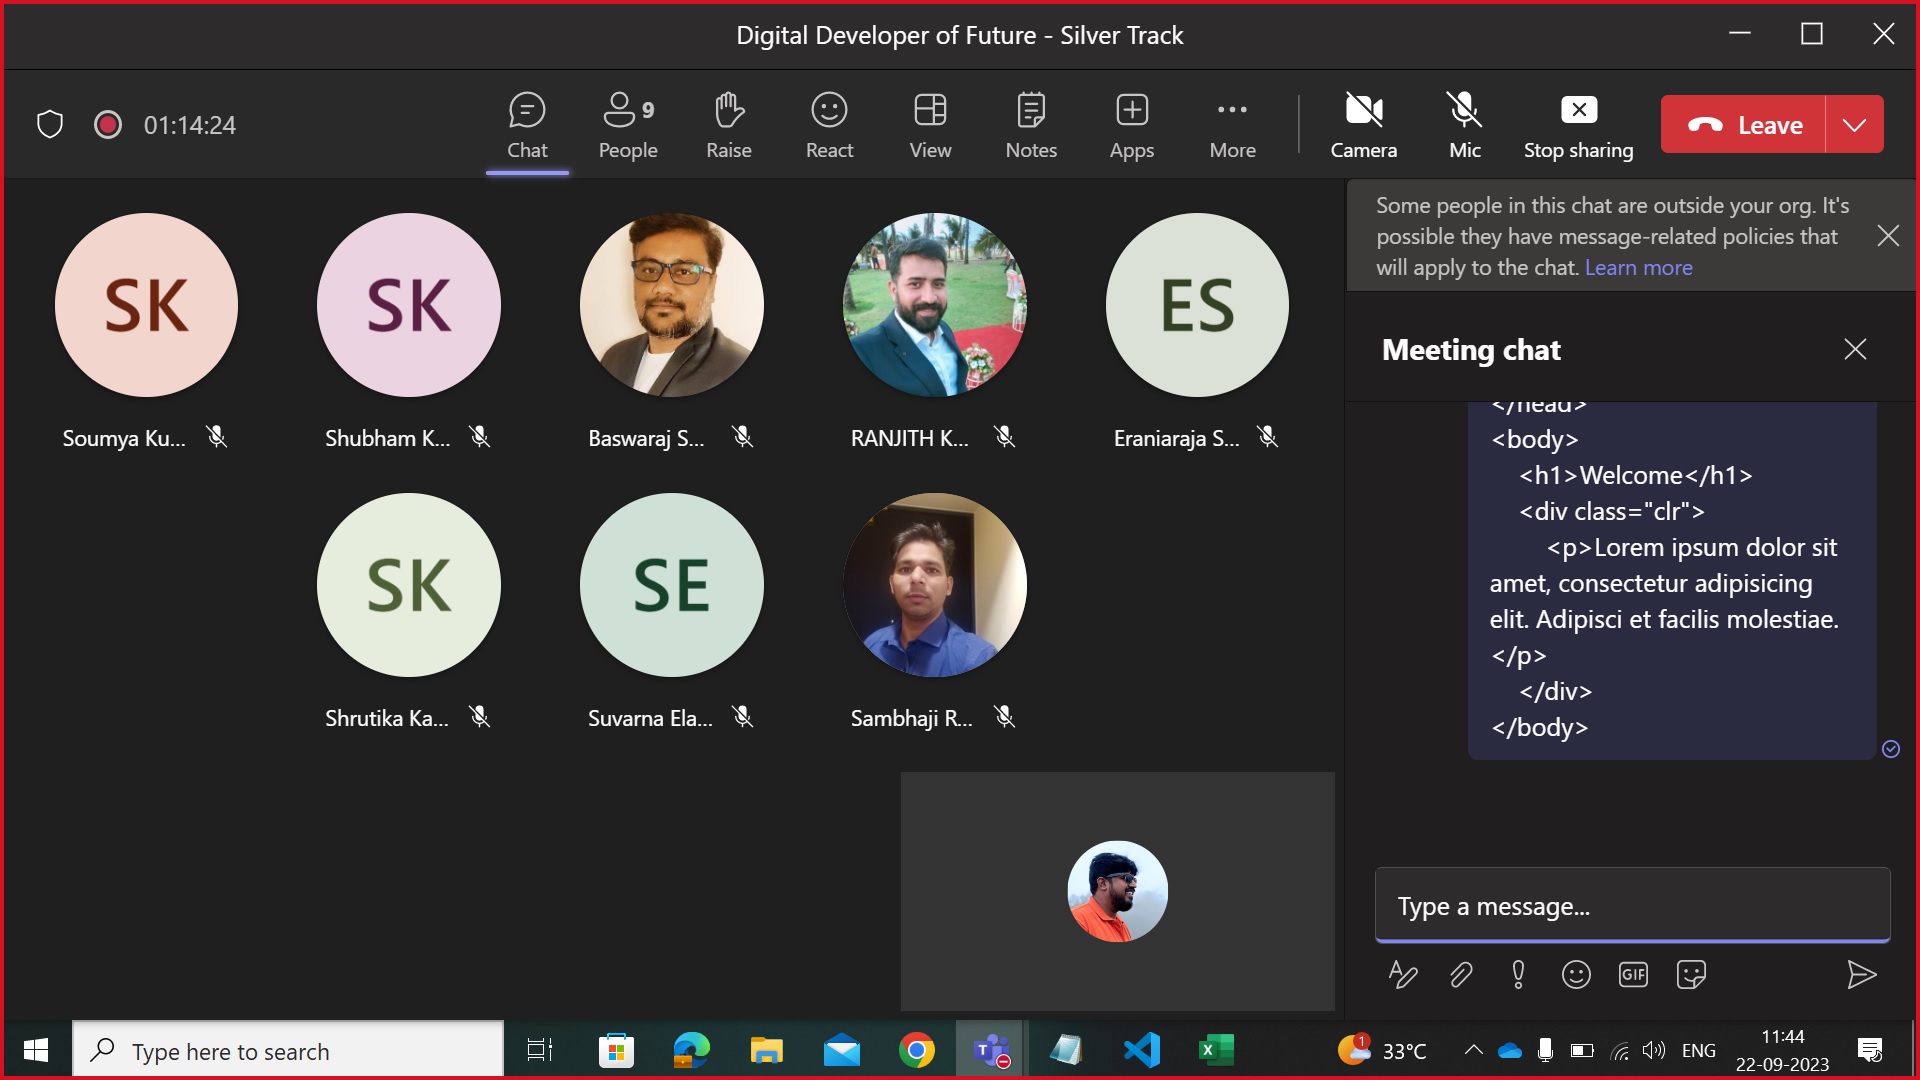 Digital Developer of Future - Silver Track
01:14:24
Chat
9
People
Raise
React
View
Notes
Apps
More
Camera
Mic
Stop sharing
Leave
SK
SK
ES
Soumya Ku...
Shubham K...
Baswaraj S...
RANJITH K...
Eraniaraja S...
SK
SE
Shrutika Ka...
Suvarna Ela...
Sambhaji R...
Some people in this chat are outside your org. It's
possible they have message-related policies that
will apply to the chat. Learn more
Meeting chat
</head>
<body>
<h1>Welcome</h1>
<div class="clr">
<p>Lorem ipsum dolor sit
amet, consectetur adipisicing
elit. Adipisci et facilis molestiae.
</p>
</div>
</body>
Type a message...
GIF
Type here to search
1
33°C
ENG
11:44
22-09-2023